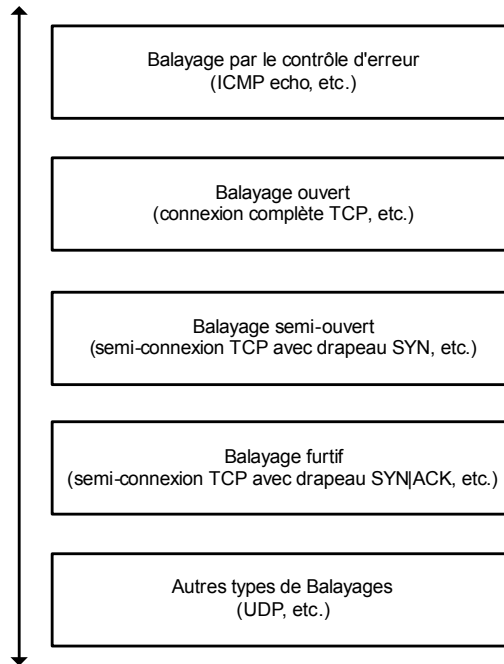 Balayage par le contrôle d'erreur
(ICMP echo, etc.)
Balayage ouvert
(connexion complète TCP, etc.)
Balayage semi-ouvert
(semi-connexion TCP avec drapeau SYN, etc.)
Balayage furtif
(semi-connexion TCP avec drapeau SYN|ACK, etc.)
Autres types de Balayages
(UDP, etc.)